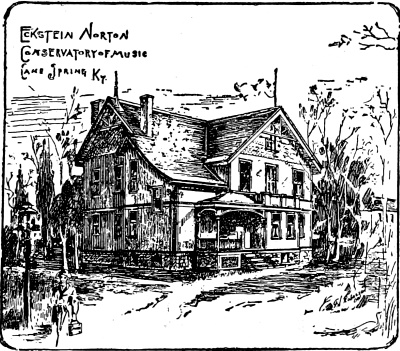 ECKSTEIN NORTON
CONSERVATORY OF MUSIC
CANE SPRING KY.